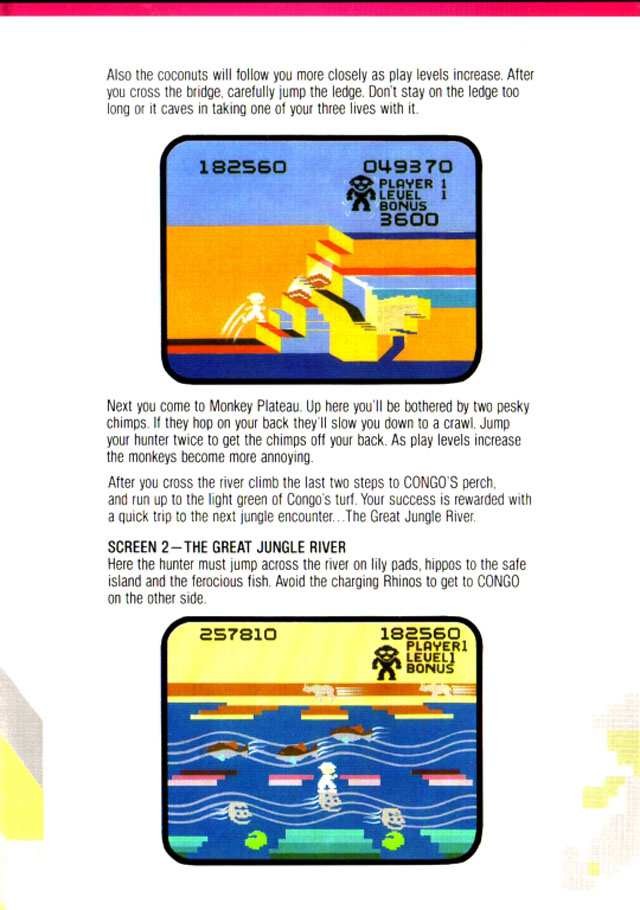 Also the coconuts will follow you more closely as play levels increase. After
you cross the bridge, carefully jump the ledge. Don't stay on the ledge too
long or it caves in taking one of your three lives with it.
182560 049370
PLAYER 1
LEVEL 1
BONUS
3600
Next you come to Monkey Plateau. Up here you'll be bothered by two pesky
chimps. If they hop on your back they'll slow you down to a crawl. Jump
your hunter twice to get the chimps off your back. As play levels increase
the monkeys become more annoying.
After you cross the river climb the last two steps to CONGO'S perch,
and run up to the light green of Congo's turf. Your success is rewarded with
a quick trip to the next jungle encounter...The Great Jungle River.
SCREEN 2—THE GREAT JUNGLE RIVER
Here the hunter must jump across the river on lily pads, hippos to the safe
island and the ferocious fish. Avoid the charging Rhinos to get to CONGO
on the other side.
257810 182560
PLAYER1
LEVEL1
BONUS